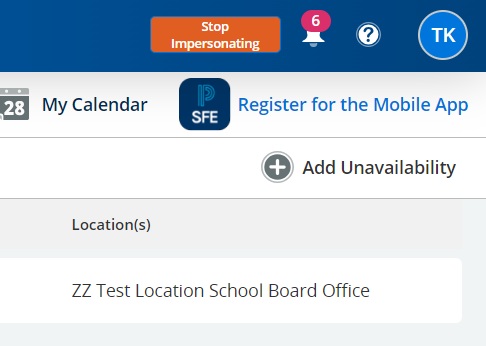 Stop
Impersonating
6
?
TK
28
My Calendar
P
SFE
Register for the Mobile App
Add Unavailability
Location(s)
ZZ Test Location School Board Office